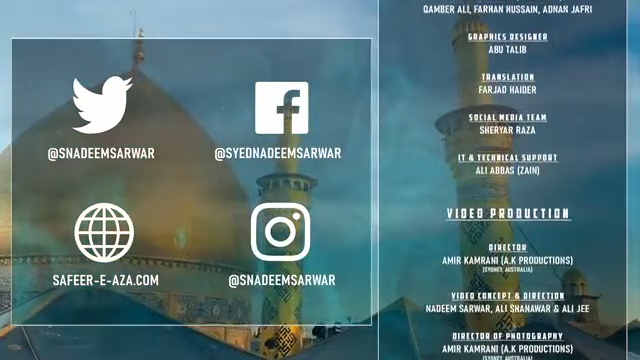 @SNADEEMSARWAR
@SYEDNADEEMSARWAR
SAFEER-E-AZA.COM
@SNADEEMSARWAR
QAMBER ALI, FARHAN HUSSAIN, ADNAN JAFRI
GRAPHICS DESIGNER
ABU TALIB
TRANSLATION
FARJAD HAIDER
SOCIAL MEDIA TEAM
SHERYAR RAZA
IT & TECHNICAL SUPPORT
ALI ABBAS (ZAIN)
VIDEO PRODUCTION
DIRECTOR
AMIR KAMRANI (A.K PRODUCTIONS)
(SYDNEY, AUSTRALIA)
VIDEO CONCEPT & DIRECTION
NADEEM SARWAR, ALI SHANAWAR & ALI JEE
DIRECTOR OF PHOTOGRAPHY
AMIR KAMRANI (A.K PRODUCTIONS)
(SYDNEY, AUSTRALIA)